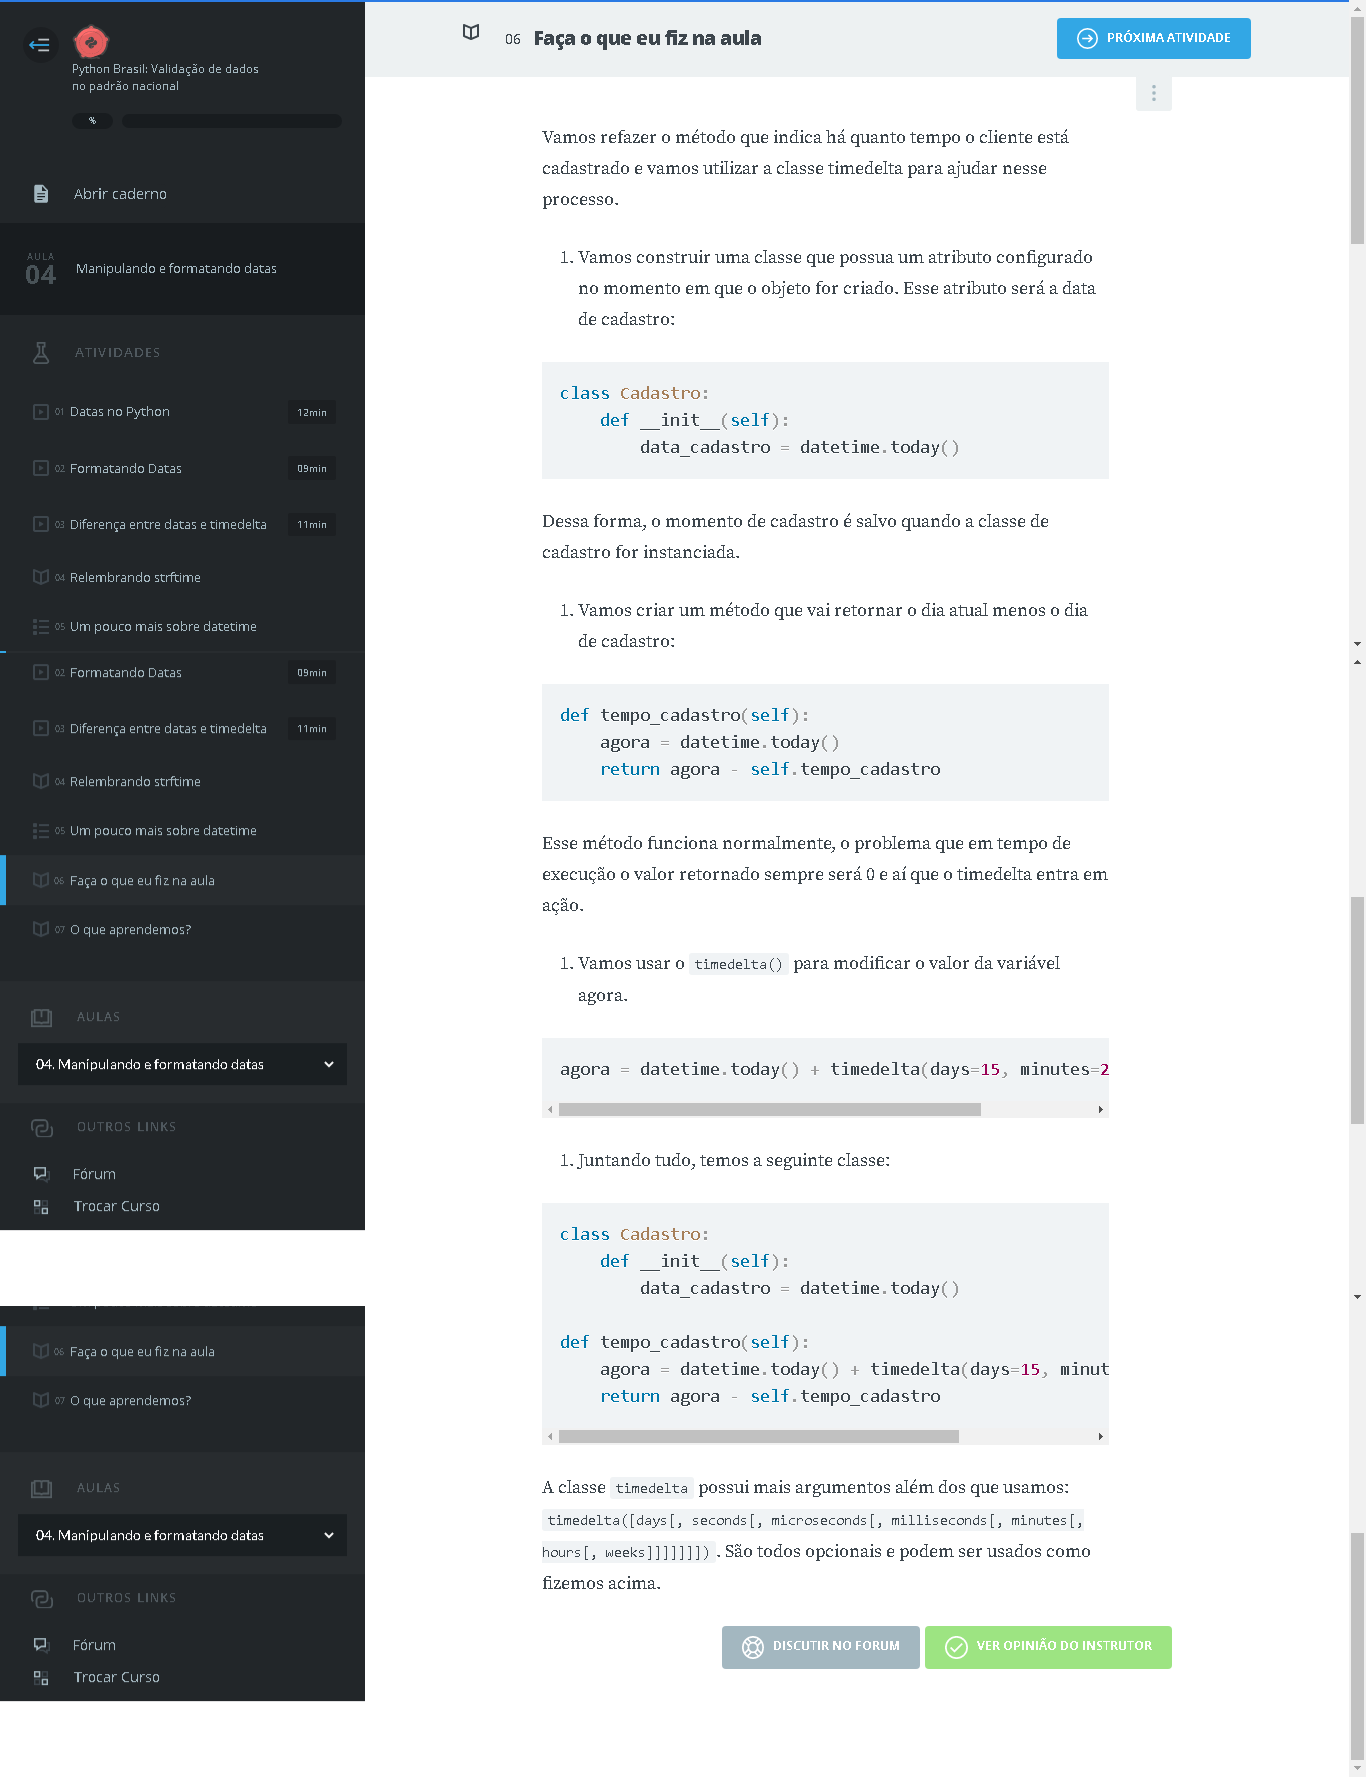 Python Brasil: Validação de dados
no padrão nacional
%
Abrir caderno
AULA
04
Manipulando e formatando datas
ATIVIDADES
01 Datas no Python 12min
02 Formatando Datas 09min
03 Diferença entre datas e timedelta 11min
04 Relembrando strftime
05 Um pouco mais sobre datetime
02 Formatando Datas 09min
03 Diferença entre datas e timedelta 11min
04 Relembrando strftime
05 Um pouco mais sobre datetime
06 Faça o que eu fiz na aula
07 O que aprendemos?
AULAS
04. Manipulando e formatando datas
OUTROS LINKS
Fórum
Trocar Curso
06 Faça o que eu fiz na aula
07 O que aprendemos?
AULAS
04. Manipulando e formatando datas
OUTROS LINKS
Fórum
Trocar Curso
06 Faça o que eu fiz na aula
PRÓXIMA ATIVIDADE
Vamos refazer o método que indica há quanto tempo o cliente está
cadastrado e vamos utilizar a classe timedelta para ajudar nesse
processo.
1. Vamos construir uma classe que possua um atributo configurado
no momento em que o objeto for criado. Esse atributo será a data
de cadastro:
class Cadastro:
    def __init__(self):
        data_cadastro = datetime.today()
Dessa forma, o momento de cadastro é salvo quando a classe de
cadastro for instanciada.
1. Vamos criar um método que vai retornar o dia atual menos o dia
de cadastro:
def tempo_cadastro(self):
    agora = datetime.today()
    return agora - self.tempo_cadastro
Esse método funciona normalmente, o problema que em tempo de
execução o valor retornado sempre será 0 e aí que o timedelta entra em
ação.
1. Vamos usar o timedelta() para modificar o valor da variável
agora.
agora = datetime.today() + timedelta(days=15, minutes=2
1. Juntando tudo, temos a seguinte classe:
class Cadastro:
    def __init__(self):
        data_cadastro = datetime.today()
def tempo_cadastro(self):
    agora = datetime.today() + timedelta(days=15, minut
    return agora - self.tempo_cadastro
A classe timedelta possui mais argumentos além dos que usamos:
timedelta([days[, seconds[, microseconds[, milliseconds[, minutes[,
hours[, weeks]]]]]]]). São todos opcionais e podem ser usados como
fizemos acima.
DISCUTIR NO FORUM
VER OPINIÃO DO INSTRUTOR